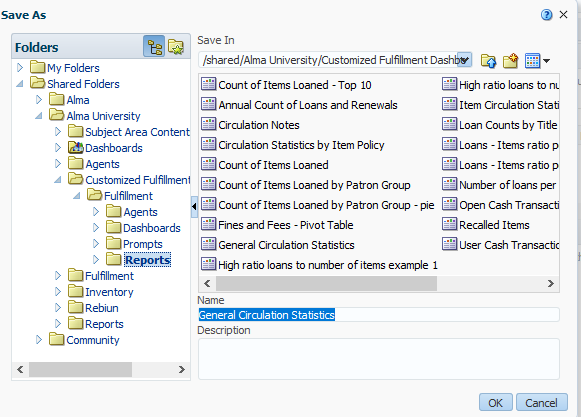 Save As
Folders
My Folders
Shared Folders
Alma
Alma University
Subject Area Content
Dashboards
Agents
Customized Fulfillment
Fulfillment
Agents
Dashboards
Prompts
Reports
Fulfillment
Inventory
Rebiun
Reports
Community
Save In
/shared/Alma University/Customized Fulfillment Dashbo
Count of Items Loaned - Top 10
Annual Count of Loans and Renewals
Circulation Notes
Circulation Statistics by Item Policy
Count of Items Loaned
Count of Items Loaned by Patron Group
Count of Items Loaned by Patron Group - pie
Fines and Fees - Pivot Table
General Circulation Statistics
High ratio loans to number of items example 1
High ratio loans to nu
Item Circulation Stati
Loan Counts by Title
Loans - Items ratio p
Loans - Items ratio p
Number of loans per
Open Cash Transacti
Recalled Items
User Cash Transactio
Name
General Circulation Statistics
Description
OK Cancel